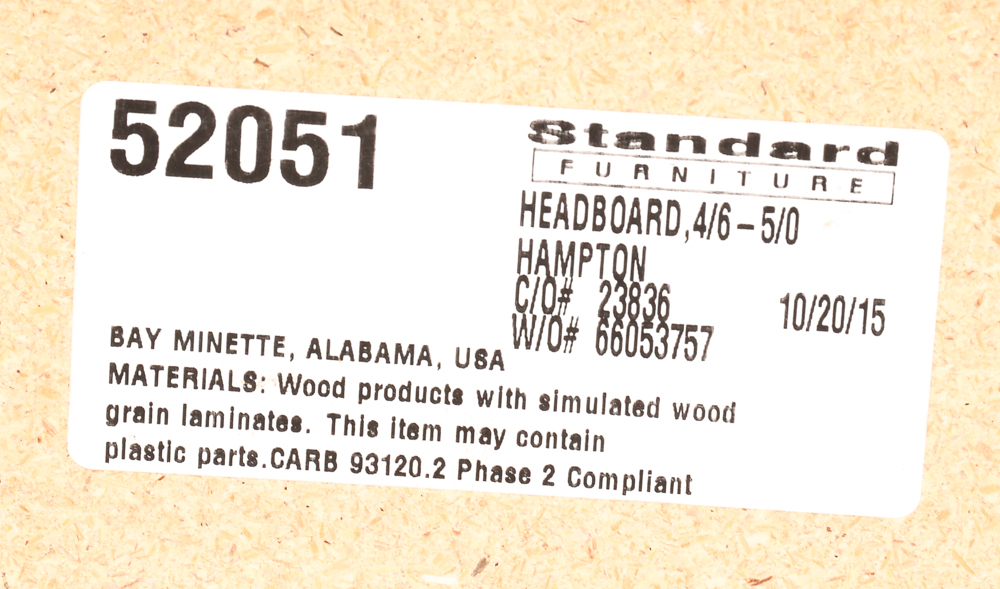 52051
Standard
FURNITURE
HEADBOARD,4/6 – 5/0
HAMPTON
C/O# 23836 10/20/15
W/O# 66053757
BAY MINETTE, ALABAMA, USA
MATERIALS: Wood products with simulated wood
grain laminates. This item may contain
plastic parts.CARB 93120.2 Phase 2 Compliant